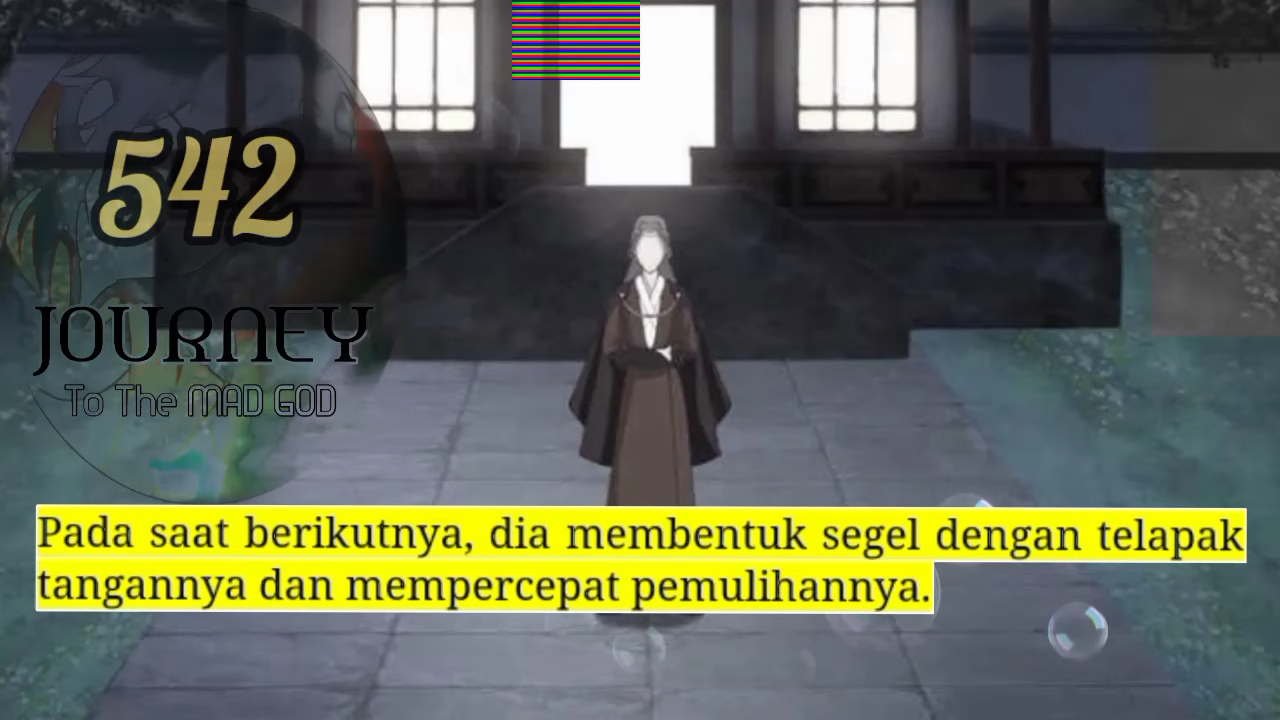 542
JOURNEY
To The MAD GOD
Pada saat berikutnya, dia membentuk segel dengan telapak
tangannya dan mempercepat pemulihannya.